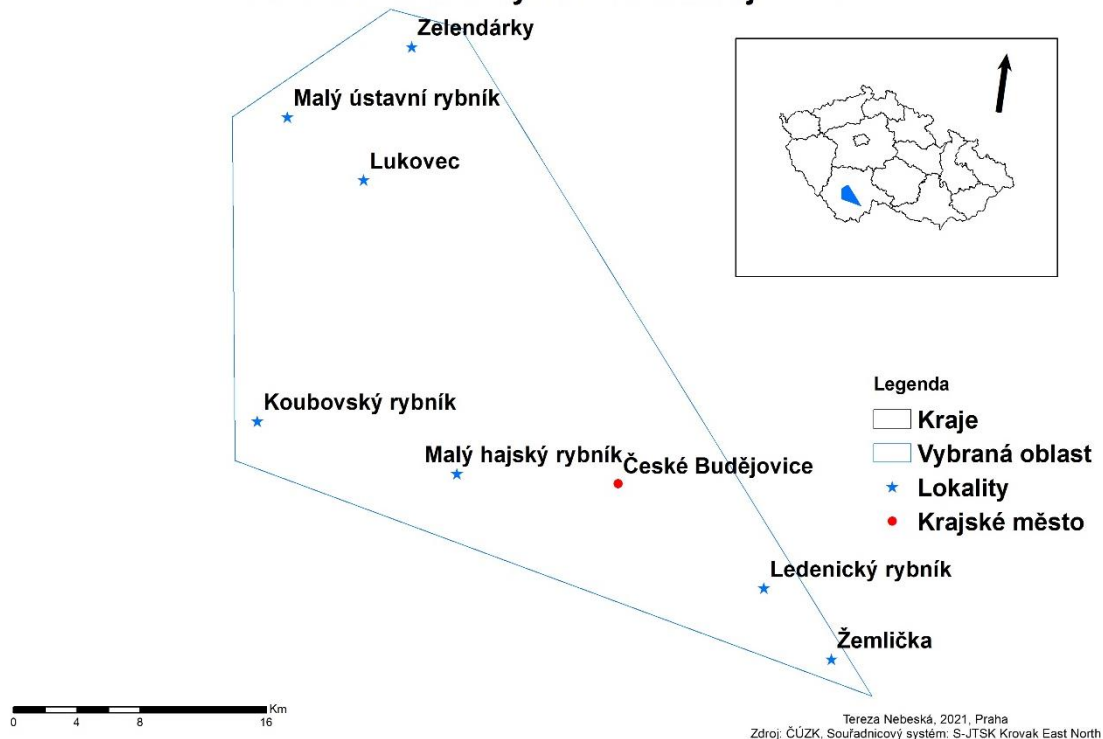 Zelendárky
Malý ústavní rybník
Lukovec
Koubovský rybník
Malý hajský rybník
České Budějovice
Ledenický rybník
Žemlička
Legenda
Kraje
Vybraná oblast
Lokality
Krajské město
0 4 8 16 Km
Tereza Nebeská, 2021, Praha
Zdroj: ČÚZK, Souřadnicový systém: S-JTSK Krovak East North